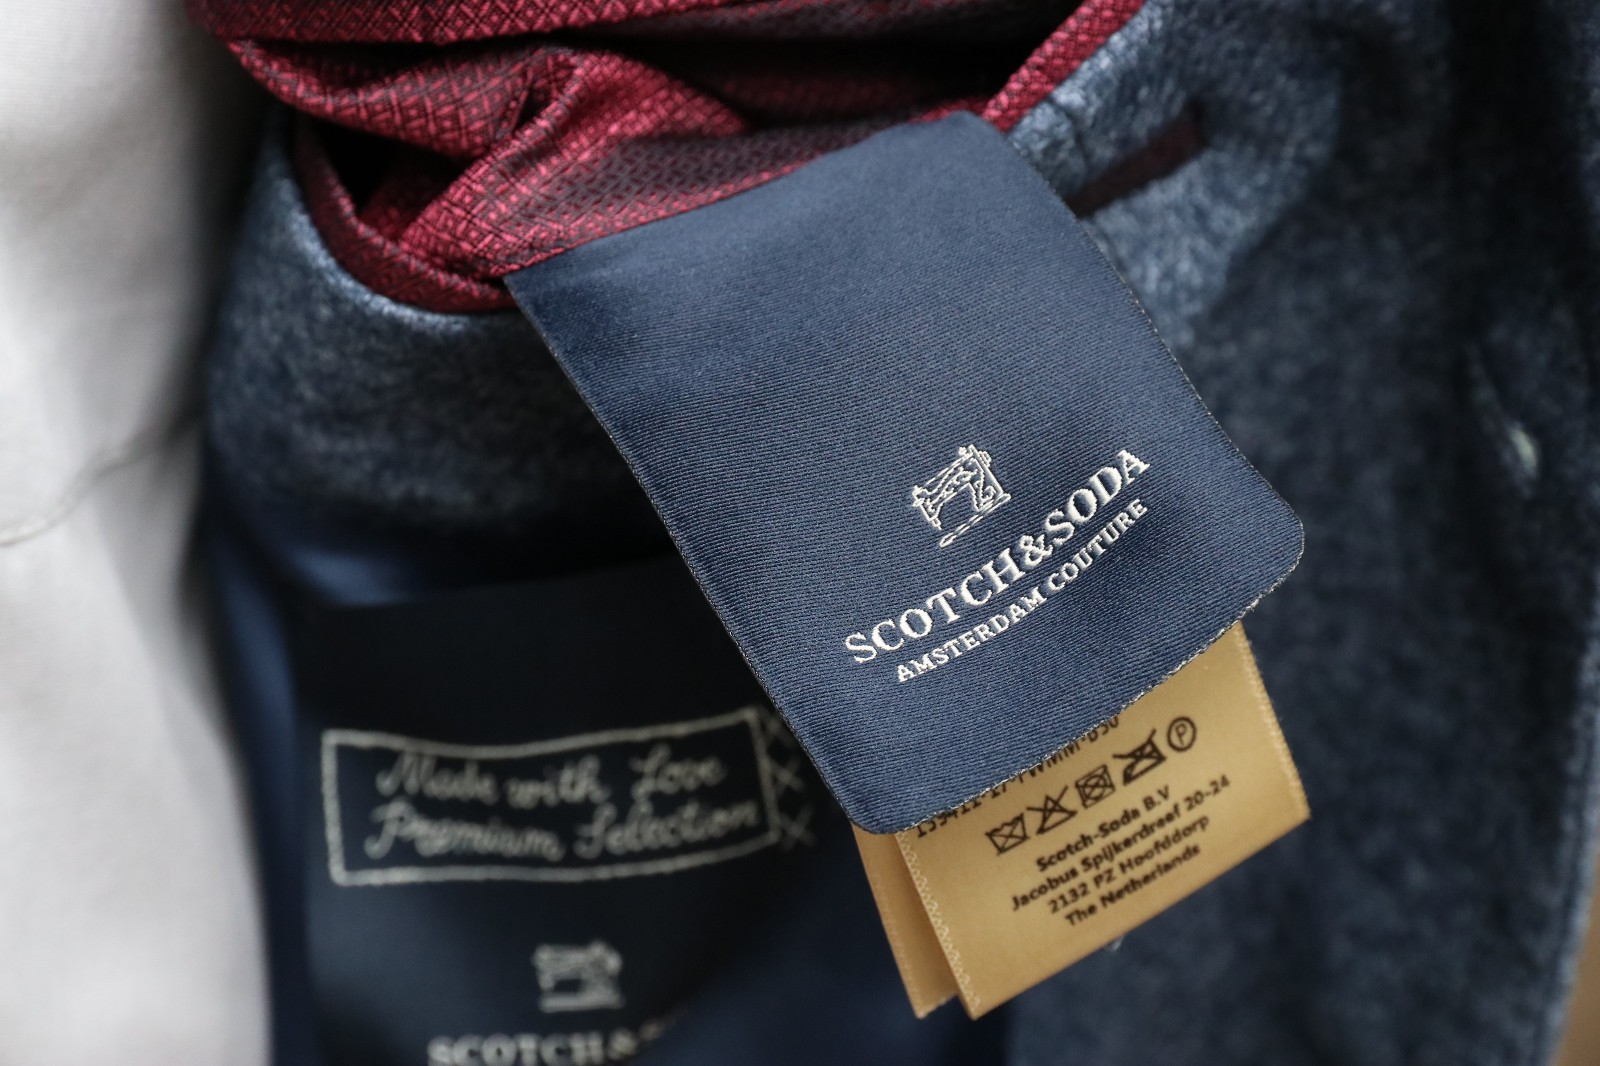 SCOTCH&SODA
AMSTERDAM COUTURE
P
Scotch-Soda B.V
Jacobus Spijkerdreef 20-24
2132 PZ Hoofddorp
The Netherlands
Made with Love
Premium Selection
SCOTCH&S